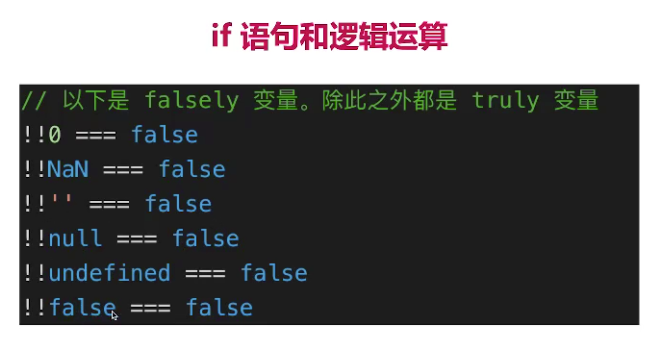 if 语句和逻辑运算
// 以下是 falsely 变量。除此之外都是 truly 变量
!!0 === false
!!NaN === false
!!'' === false
!!null === false
!!undefined === false
!!false === false